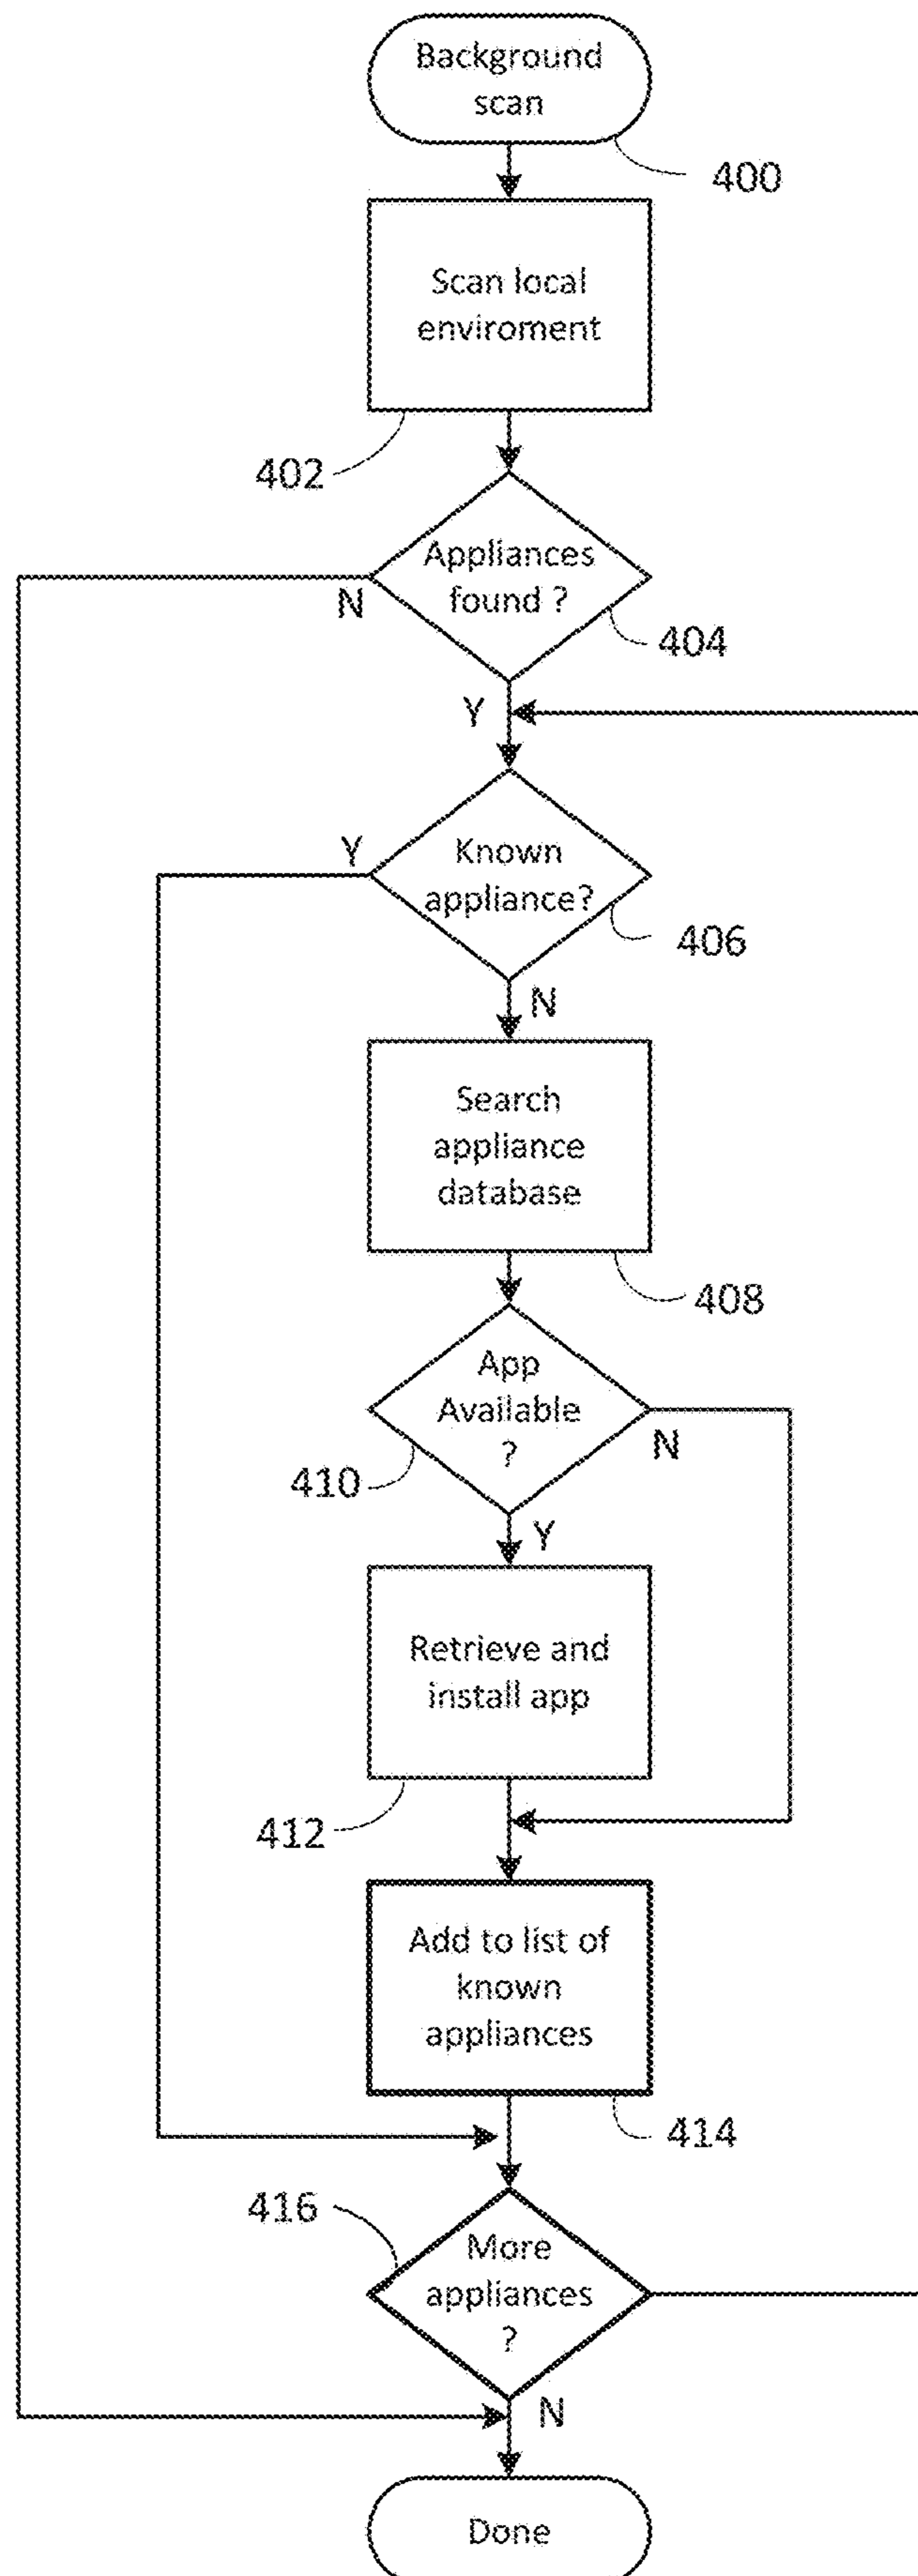 Background
scan
400
Scan local
enviroment
402
Appliances
found ?
N
404
Y
Y
Known
appliance?
406
N
Search
appliance
database
408
App
Available
?
N
410
Y
Retrieve and
install app
412
Add to list of
known
appliances
414
416
More
appliances
?
N
Done